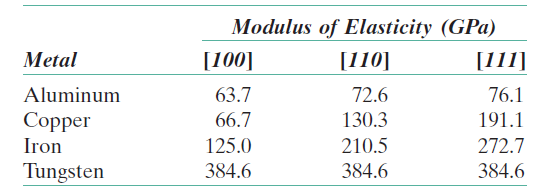 Modulus of Elasticity (GPa)
Metal [100] [110] [111]
Aluminum 63.7 72.6 76.1
Copper 66.7 130.3 191.1
Iron 125.0 210.5 272.7
Tungsten 384.6 384.6 384.6